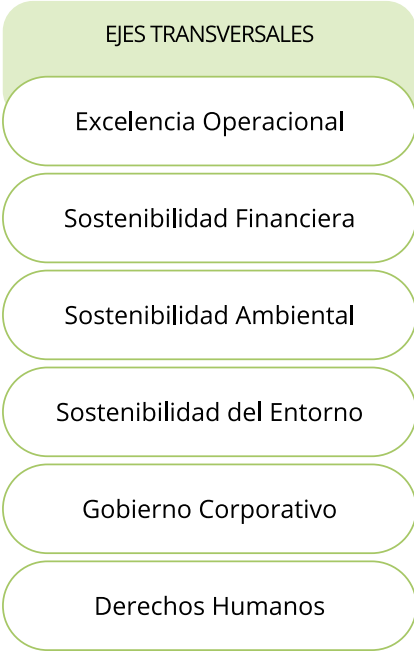 EJES TRANSVERSALES
Excelencia Operacional
Sostenibilidad Financiera
Sostenibilidad Ambiental
Sostenibilidad del Entorno
Gobierno Corporativo
Derechos Humanos